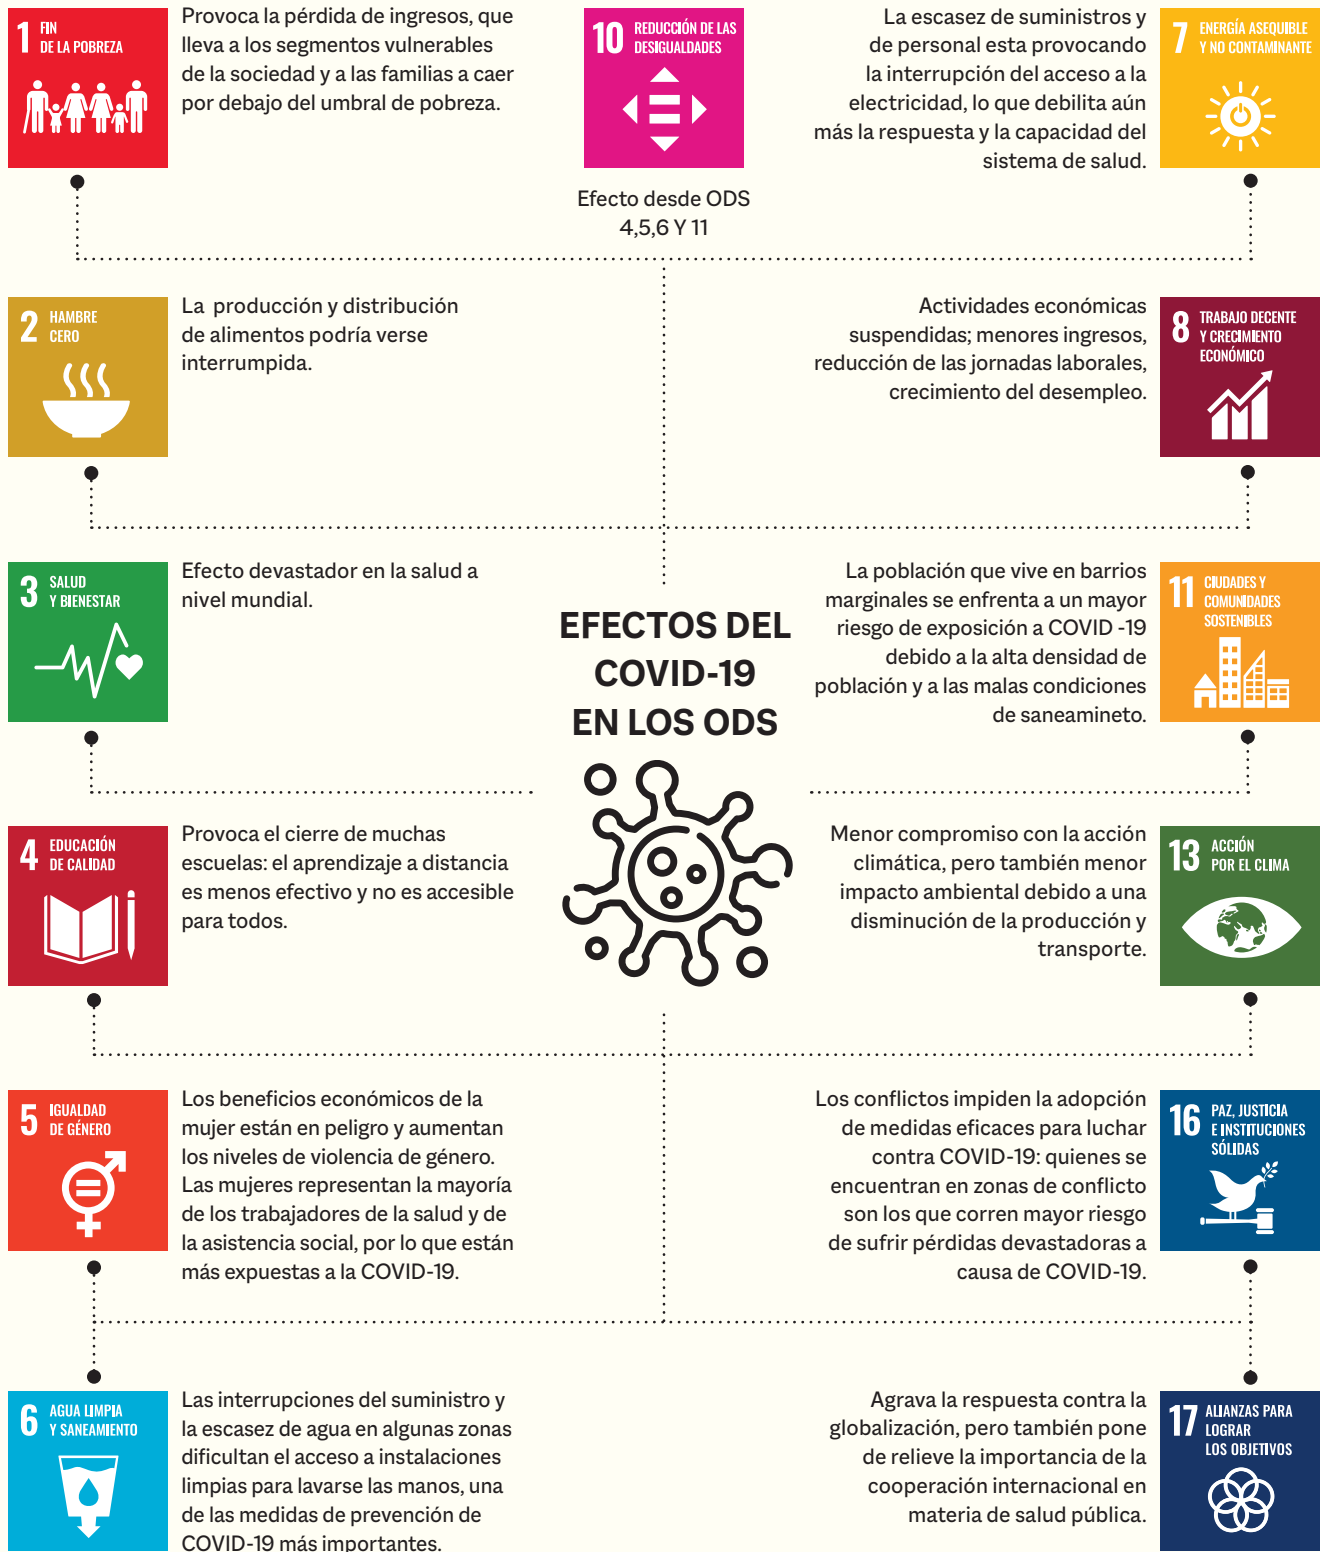 1 FIN
DE LA POBREZA
Provoca la pérdida de ingresos, que
lleva a los segmentos vulnerables
de la sociedad y a las familias a caer
por debajo del umbral de pobreza.
10 REDUCCIÓN DE LAS
DESIGUALDADES
Efecto desde ODS
4,5,6 Y 11
La escasez de suministros y
de personal esta provocando
la interrupción del acceso a la
electricidad, lo que debilita aún
más la respuesta y la capacidad del
sistema de salud.
7 ENERGÍA ASEQUIBLE
Y NO CONTAMINANTE
2 HAMBRE
CERO
La producción y distribución
de alimentos podría verse
interrumpida.
Actividades económicas
suspendidas; menores ingresos,
reducción de las jornadas laborales,
crecimiento del desempleo.
8 TRABAJO DECENTE
Y CRECIMIENTO
ECONÓMICO
3 SALUD
Y BIENESTAR
Efecto devastador en la salud a
nivel mundial.
EFECTOS DEL
COVID-19
EN LOS ODS
La población que vive en barrios
marginales se enfrenta a un mayor
riesgo de exposición a COVID -19
debido a la alta densidad de
población y a las malas condiciones
de saneamineto.
11 CIUDADES Y
COMUNIDADES
SOSTENIBLES
4 EDUCACIÓN
DE CALIDAD
Provoca el cierre de muchas
escuelas: el aprendizaje a distancia
es menos efectivo y no es accesible
para todos.
Menor compromiso con la acción
climática, pero también menor
impacto ambiental debido a una
disminución de la producción y
transporte.
13 ACCIÓN
POR EL CLIMA
5 IGUALDAD
DE GÉNERO
Los beneficios económicos de la
mujer están en peligro y aumentan
los niveles de violencia de género.
Las mujeres representan la mayoría
de los trabajadores de la salud y de
la asistencia social, por lo que están
más expuestas a la COVID-19.
Los conflictos impiden la adopción
de medidas eficaces para luchar
contra COVID-19: quienes se
encuentran en zonas de conflicto
son los que corren mayor riesgo
de sufrir pérdidas devastadoras a
causa de COVID-19.
16 PAZ, JUSTICIA
E INSTITUCIONES
SÓLIDAS
6 AGUA LIMPIA
Y SANEAMIENTO
Las interrupciones del suministro y
la escasez de agua en algunas zonas
dificultan el acceso a instalaciones
limpias para lavarse las manos, una
de las medidas de prevención de
COVID-19 más importantes.
Agrava la respuesta contra la
globalización, pero también pone
de relieve la importancia de la
cooperación internacional en
materia de salud pública.
17 ALIANZAS PARA
LOGRAR
LOS OBJETIVOS